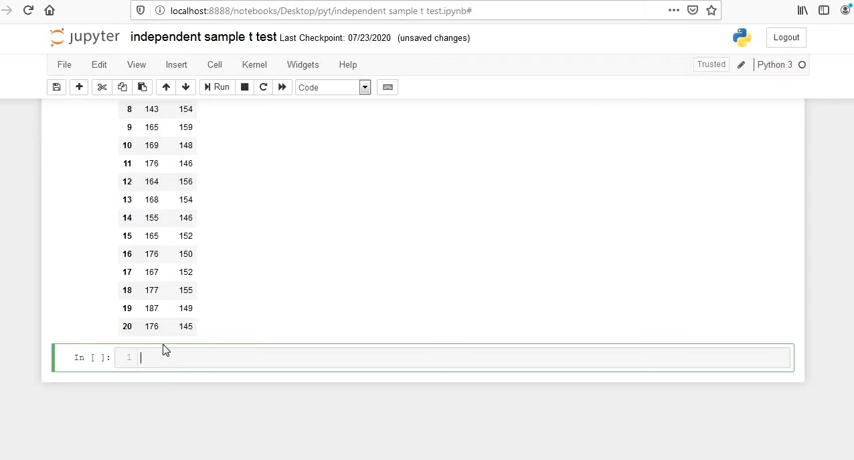 localhost:8888/notebooks/Desktop/pyt/independent sample t test.ipynb#
jupyter independent sample t test Last Checkpoint: 07/23/2020 (unsaved changes)
Logout
File Edit View Insert Cell Kernel Widgets Help
Trusted Python 3
Run Code
8 143 154
9 165 159
10 169 148
11 176 146
12 164 156
13 168 154
14 155 146
15 165 152
16 176 150
17 167 152
18 177 155
19 187 149
20 176 145
In [ ]: 1